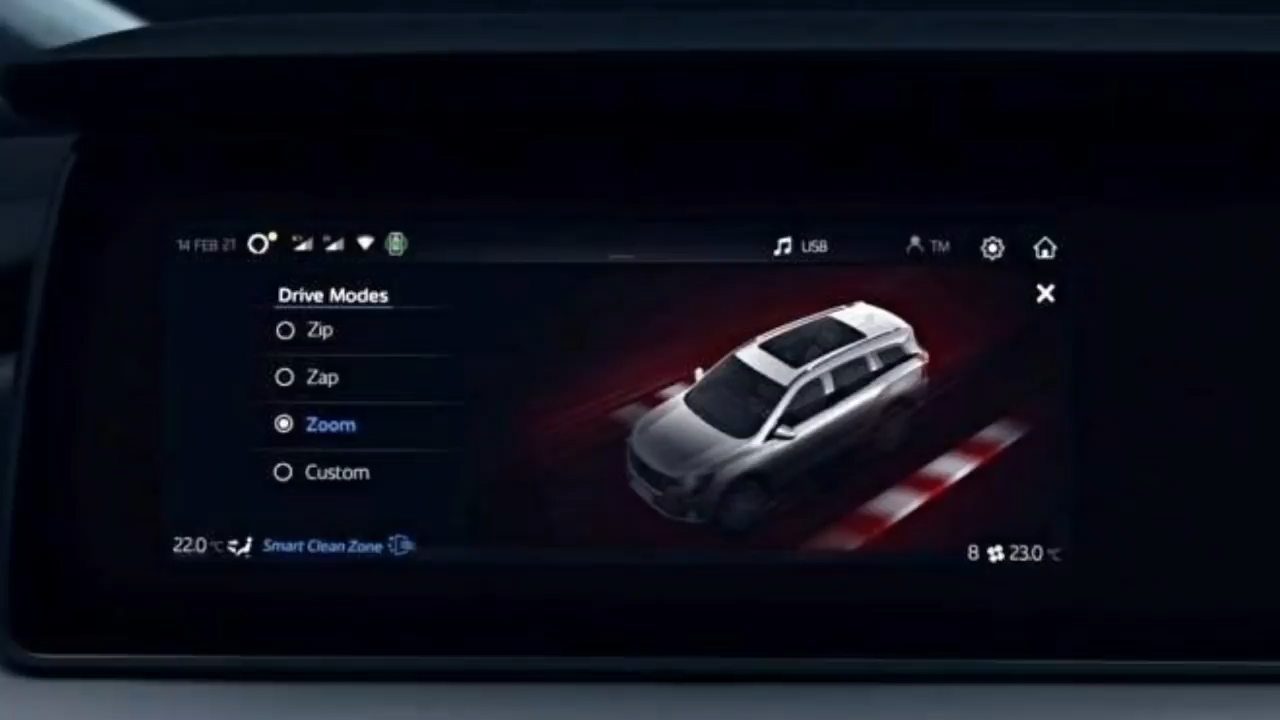 14 FEB 21
USB
TM
Drive Modes
Zip
Zap
Zoom
Custom
22.0 °C
Smart Clean Zone
8
23.0 °C